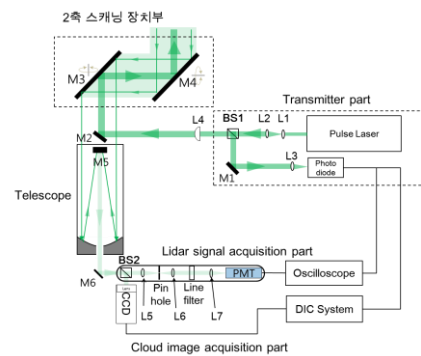 2축 스캐닝 장치부
M3
M4
Transmitter part
L4
BS1
L2
L1
Pulse Laser
M2
M5
M1
L3
Photo
diode
Telescope
Lidar signal acquisition part
BS2
M6
PMT
Oscilloscope
CCD
L5
Pin
hole
L6
Line
filter
L7
DIC System
Cloud image acquisition part